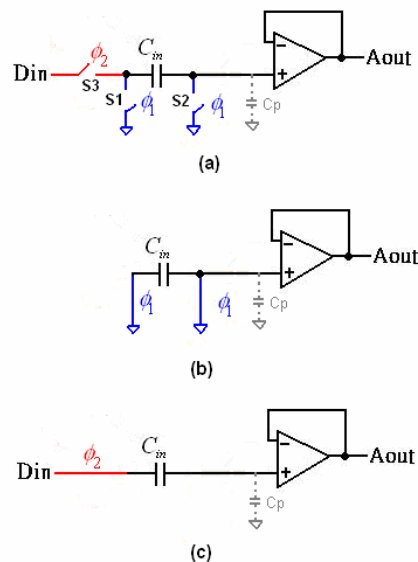 Din
S3
ϕ2
S1
ϕ1
Cin
S2
ϕ1
Cp
−
+
Aout
(a)
Cin
ϕ1
ϕ1
Cp
−
+
Aout
(b)
Din
ϕ2
Cin
Cp
−
+
Aout
(c)